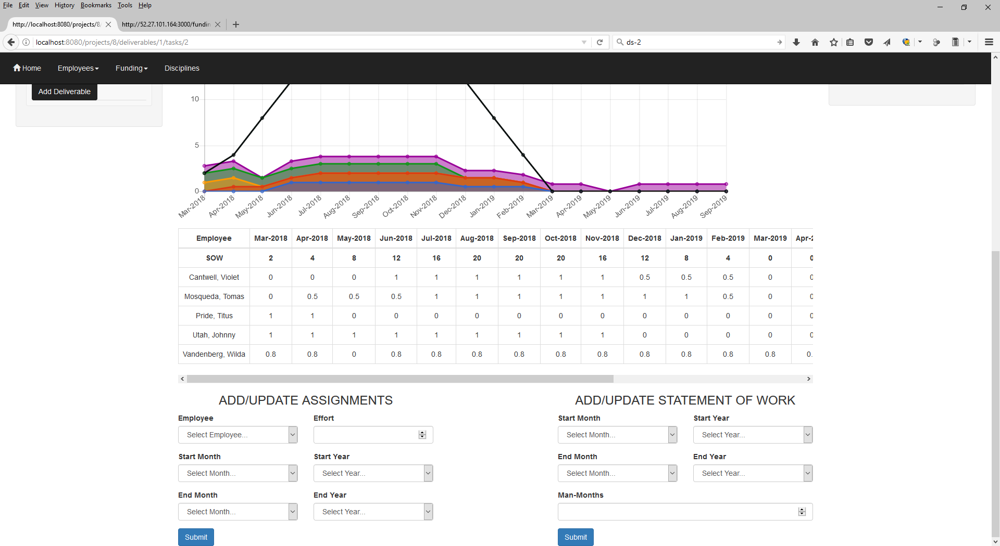 File Edit View History Bookmarks Tools Help
http://localhost:8080/projects/8/ http://52.27.101.164:3000/fundin
localhost:8080/projects/8/deliverables/1/tasks/2 ds-2
Home Employees Funding Disciplines
Add Deliverable
10
5
0
Mar-2018 Apr-2018 May-2018 Jun-2018 Jul-2018 Aug-2018 Sep-2018 Oct-2018 Nov-2018 Dec-2018 Jan-2019 Feb-2019 Mar-2019 Apr-2019 May-2019 Jun-2019 Jul-2019 Aug-2019 Sep-2019
Employee Mar-2018 Apr-2018 May-2018 Jun-2018 Jul-2018 Aug-2018 Sep-2018 Oct-2018 Nov-2018 Dec-2018 Jan-2019 Feb-2019 Mar-2019 Apr-2
SOW 2 4 8 12 16 20 20 20 16 12 8 4 0 0
Cantwell, Violet 0 0 0 1 1 1 1 1 1 0.5 0.5 0.5 0 0
Mosqueda, Tomas 0 0.5 0.5 0.5 1 1 1 1 1 1 1 0.5 0 0
Pride, Titus 1 1 0 0 0 0 0 0 0 0 0 0 0 0
Utah, Johnny 1 1 1 1 1 1 1 1 1 0 0 0 0 0
Vandenberg, Wilda 0.8 0.8 0 0.8 0.8 0.8 0.8 0.8 0.8 0.8 0.8 0.8 0.8 0.
ADD/UPDATE ASSIGNMENTS ADD/UPDATE STATEMENT OF WORK
Employee Effort Start Month Start Year
Select Employee... Select Month... Select Year...
Start Month Start Year End Month End Year
Select Month... Select Year... Select Month... Select Year...
End Month End Year Man-Months
Select Month... Select Year...
Submit Submit